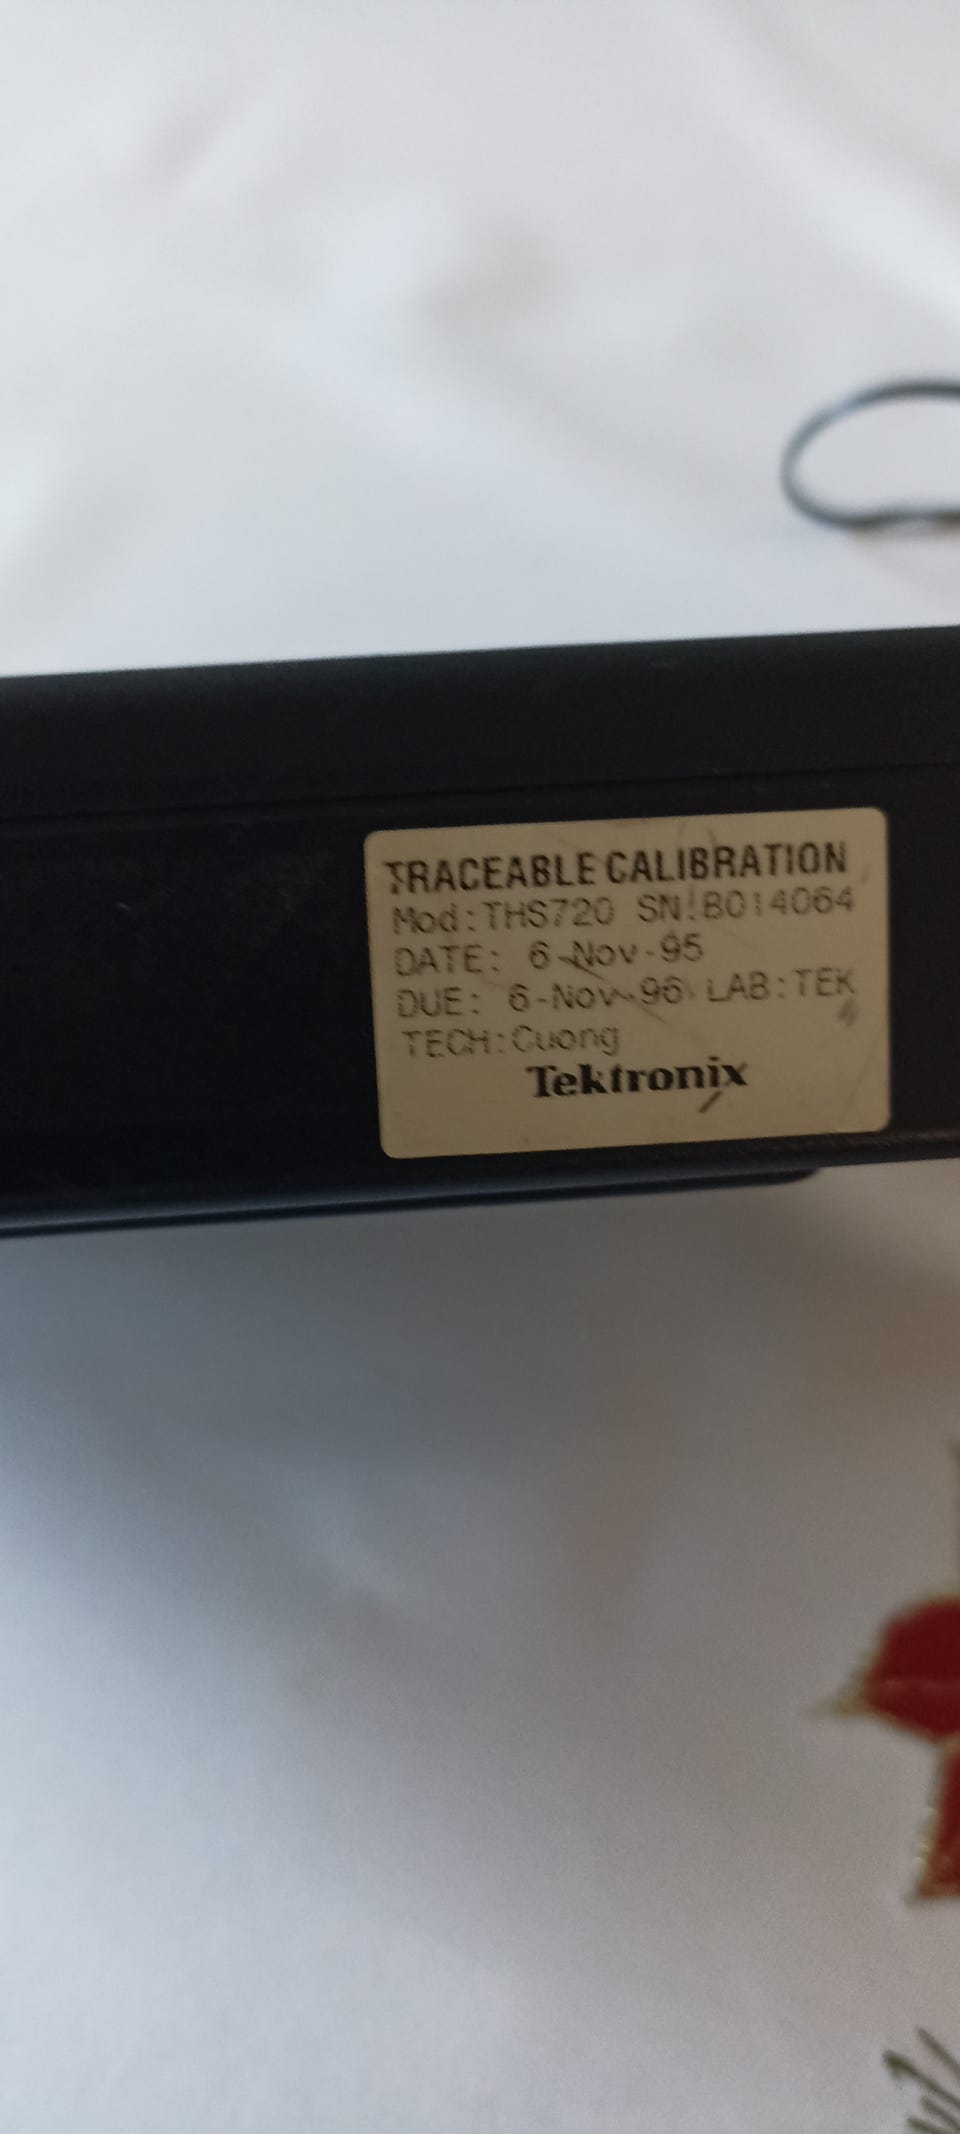 TRACEABLE CALIBRATION
Mod:THS720 SN:B014064
DATE: 6-Nov-95
DUE: 6-Nov-96 LAB:TEK
TECH:Cuong
Tektronix